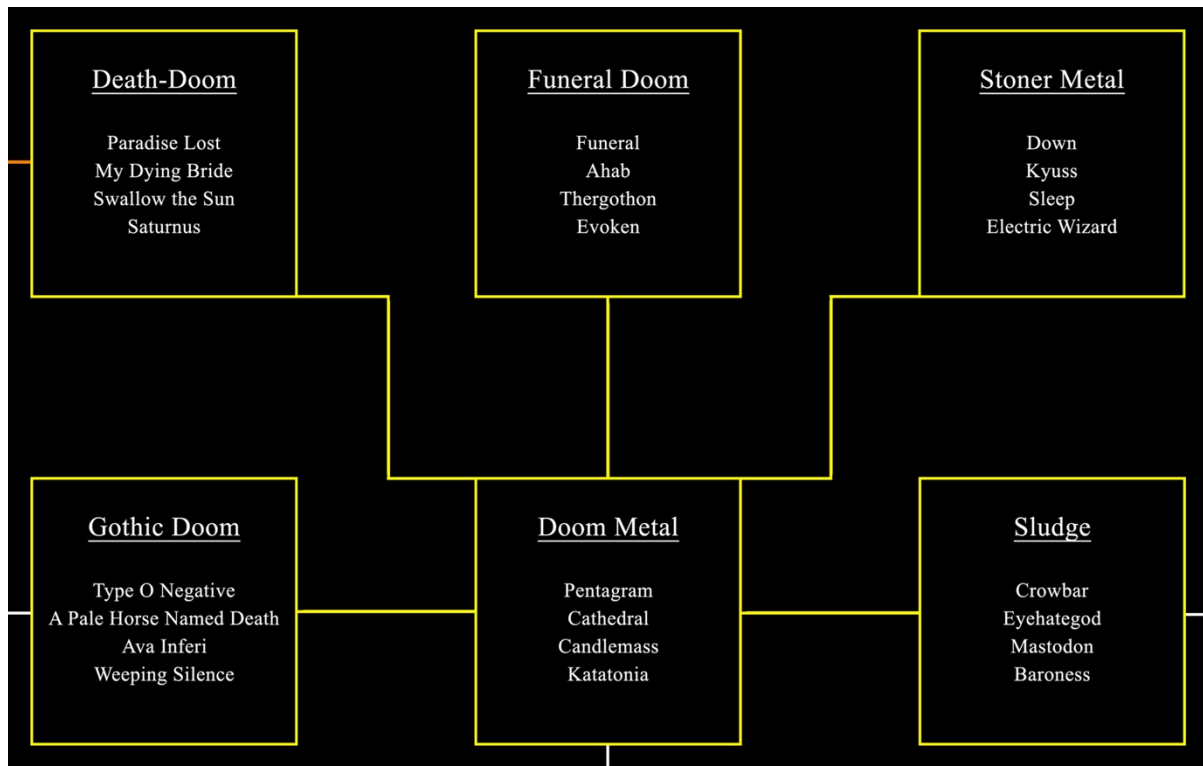 Death-Doom
Paradise Lost
My Dying Bride
Swallow the Sun
Saturnus
Funeral Doom
Funeral
Ahab
Thergothon
Evoken
Stoner Metal
Down
Kyuss
Sleep
Electric Wizard
Gothic Doom
Type O Negative
A Pale Horse Named Death
Ava Inferi
Weeping Silence
Doom Metal
Pentagram
Cathedral
Candlemass
Katatonia
Sludge
Crowbar
Eyehategod
Mastodon
Baroness